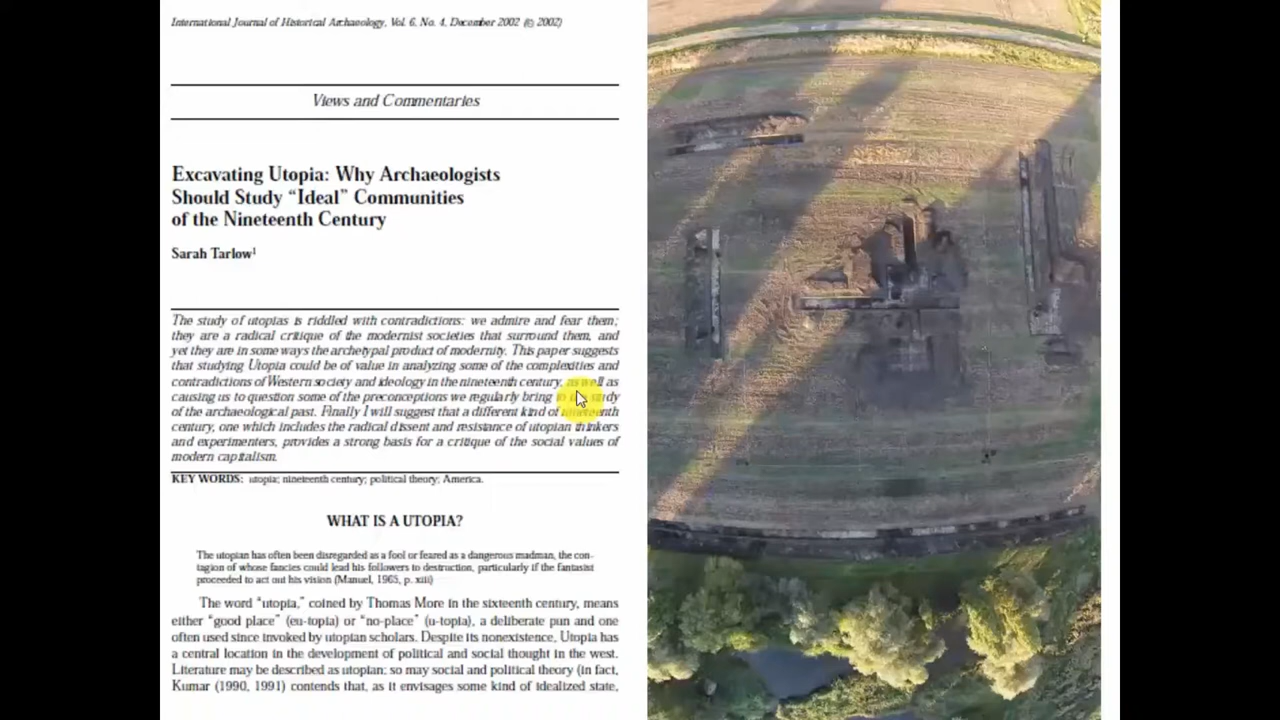 International Journal of Historical Archaeology, Vol. 6, No. 4, December 2002 (© 2002)
Views and Commentaries
Excavating Utopia: Why Archaeologists
Should Study “Ideal” Communities
of the Nineteenth Century
Sarah Tarlow¹
The study of utopias is riddled with contradictions: we admire and fear them;
they are a radical critique of the modernist societies that surround them, and
yet they are in some ways the archetypal product of modernity. This paper suggests
that studying Utopia could be of value in analyzing some of the complexities and
contradictions of Western society and ideology in the nineteenth century, as well as
causing us to question some of the preconceptions we regularly bring to the study
of the archaeological past. Finally I will suggest that a different kind of nineteenth
century, one which includes the radical dissent and resistance of utopian thinkers
and experimenters, provides a strong basis for a critique of the social values of
modern capitalism.
KEY WORDS: utopia; nineteenth century; political theory; America.
WHAT IS A UTOPIA?
The utopian has often been disregarded as a fool or feared as a dangerous madman, the con-
tagion of whose fancies could lead his followers to destruction, particularly if the fantasist
proceeded to act out his vision (Manuel, 1965, p. xiii)
The word “utopia,” coined by Thomas More in the sixteenth century, means
either “good place” (eu-topia) or “no-place” (u-topia), a deliberate pun and one
often used since invoked by utopian scholars. Despite its nonexistence, Utopia has
a central location in the development of political and social thought in the west.
Literature may be described as utopian; so may social and political theory (in fact,
Kumar (1990, 1991) contends that, as it envisages some kind of idealized state,